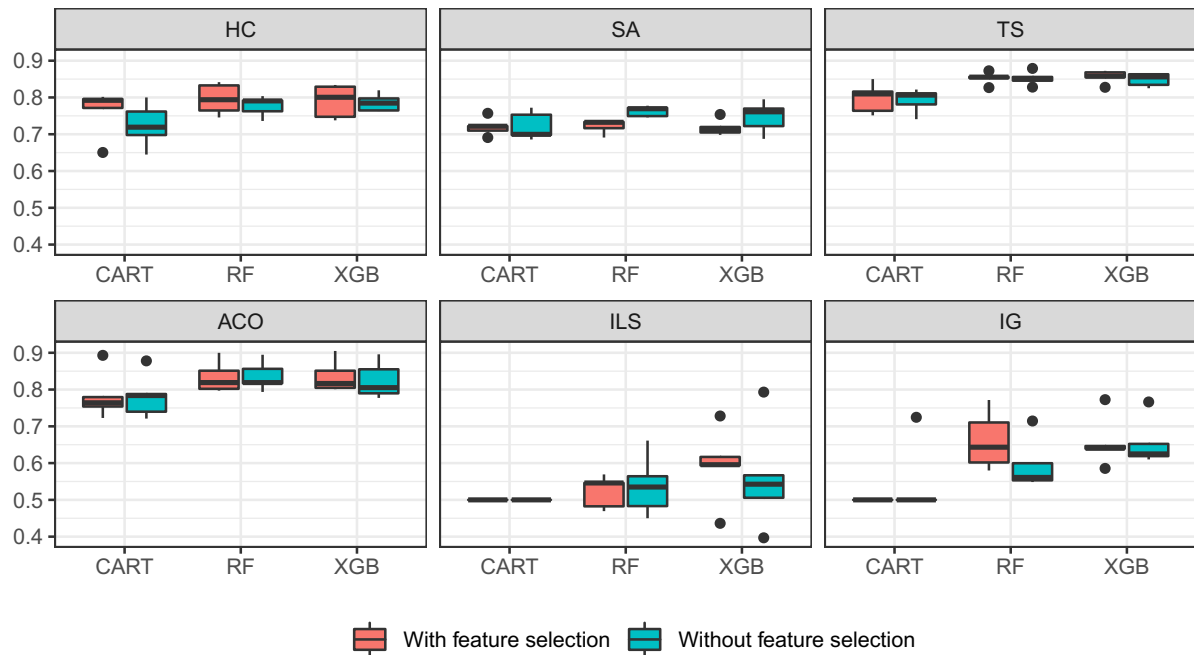 HC SA TS
0.9
0.8
0.7
0.6
0.5
0.4
CART RF XGB CART RF XGB CART RF XGB
ACO ILS IG
0.9
0.8
0.7
0.6
0.5
0.4
CART RF XGB CART RF XGB CART RF XGB
With feature selection Without feature selection